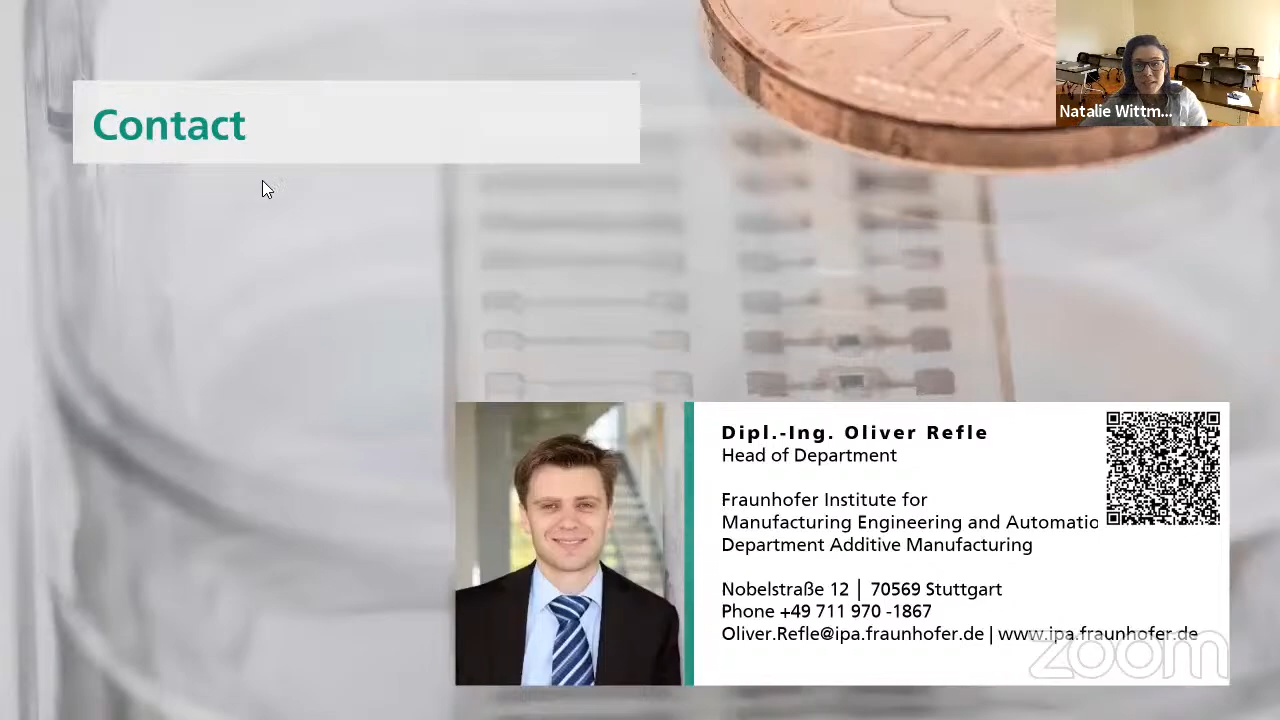 Contact
Natalie Wittm...
Dipl.-Ing. Oliver Refle
Head of Department
Fraunhofer Institute for
Manufacturing Engineering and Automatio
Department Additive Manufacturing
Nobelstraße 12 | 70569 Stuttgart
Phone +49 711 970 -1867
Oliver.Refle@ipa.fraunhofer.de | www.ipa.fraunhofer.de
zoom